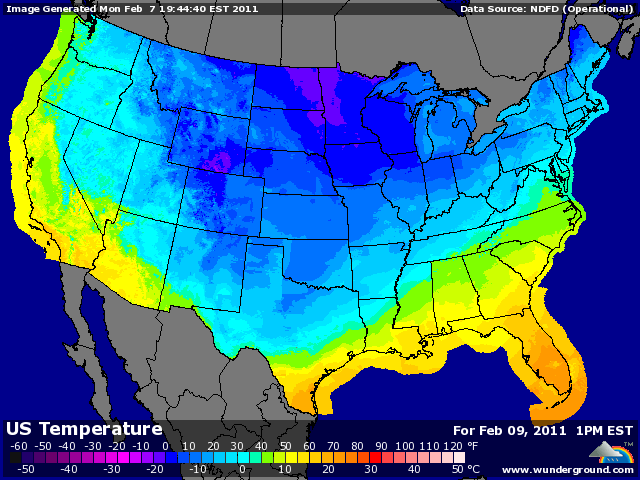 Image Generated Mon Feb 7 19:44:40 EST 2011 Data Source: NDFD (Operational)
US Temperature For Feb 09, 2011 1PM EST
-60 -50 -40 -30 -20 -10 0 10 20 30 40 50 60 70 80 90 100 110 120 °F
-50 -40 -30 -20 -10 0 10 20 30 40 50 °C
TM
www.wunderground.com